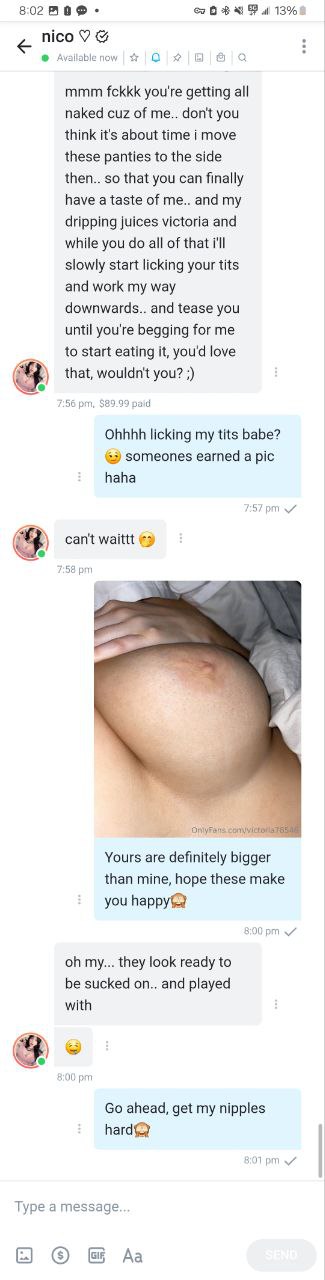 8:02
13%
nico ♡
Available now
mmm fckkk you're getting all
naked cuz of me.. don't you
think it's about time i move
these panties to the side
then.. so that you can finally
have a taste of me.. and my
dripping juices victoria and
while you do all of that i'll
slowly start licking your tits
and work my way
downwards.. and tease you
until you're begging for me
to start eating it, you'd love
that, wouldn't you? ;)
7:56 pm, $89.99 paid
Ohhhh licking my tits babe?
😉 someones earned a pic
haha
7:57 pm
can't waittt 🤭
7:58 pm
OnlyFans.com/victoria7854
Yours are definitely bigger
than mine, hope these make
you happy🙈
8:00 pm
oh my... they look ready to
be sucked on.. and played
with
🤤
8:00 pm
Go ahead, get my nipples
hard🙈
8:01 pm
Type a message...
GIF
Aa
SEND